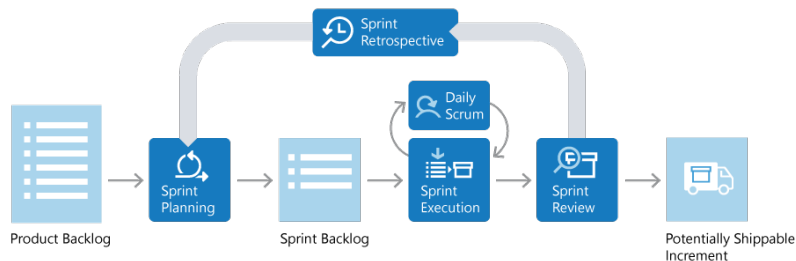 Sprint
Retrospective
Daily
Scrum
Sprint
Planning
Sprint
Execution
Sprint
Review
Product Backlog
Sprint Backlog
Potentially Shippable
Increment